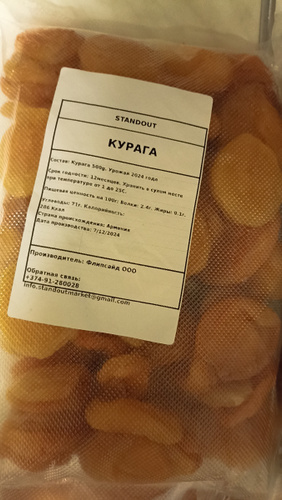 STANDOUT
КУРАГА
Состав: Курага 500g. Урожая 2024 года
Срок годности: 12месяцев. Хранить в сухом месте
при температуре от 1 до 25С.
Пищевая ценность на 100г: Белки: 2.4г. Жиры: 0.1г.
Углеводы: 71г. Калорийность:
286 Ккал
Страна происхождения: Армения
Дата производства: 7/12/2024
Производитель: Флипсайд ООО
Обратная связь:
+374-91-280028
info.standoutmarket@gmail.com